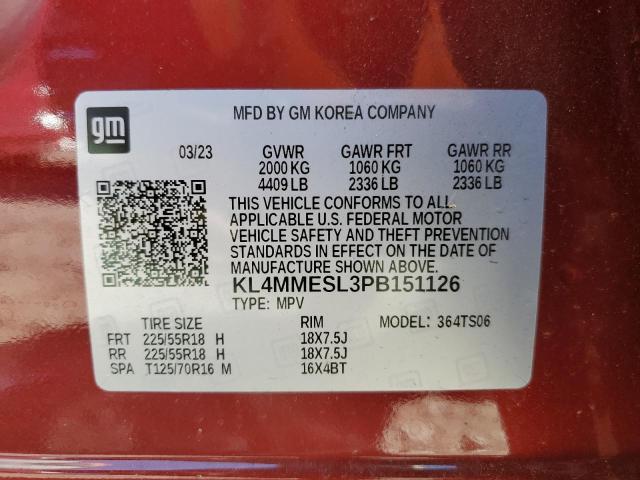 gm
MFD BY GM KOREA COMPANY
03/23 GVWR GAWR FRT GAWR RR
2000 KG 1060 KG 1060 KG
4409 LB 2336 LB 2336 LB
THIS VEHICLE CONFORMS TO ALL
APPLICABLE U.S. FEDERAL MOTOR
VEHICLE SAFETY AND THEFT PREVENTION
STANDARDS IN EFFECT ON THE DATE OF
MANUFACTURE SHOWN ABOVE.
KL4MMESL3PB151126
TYPE: MPV
TIRE SIZE RIM MODEL: 364TS06
FRT 225/55R18 H 18X7.5J
RR 225/55R18 H 18X7.5J
SPA T125/70R16 M 16X4BT